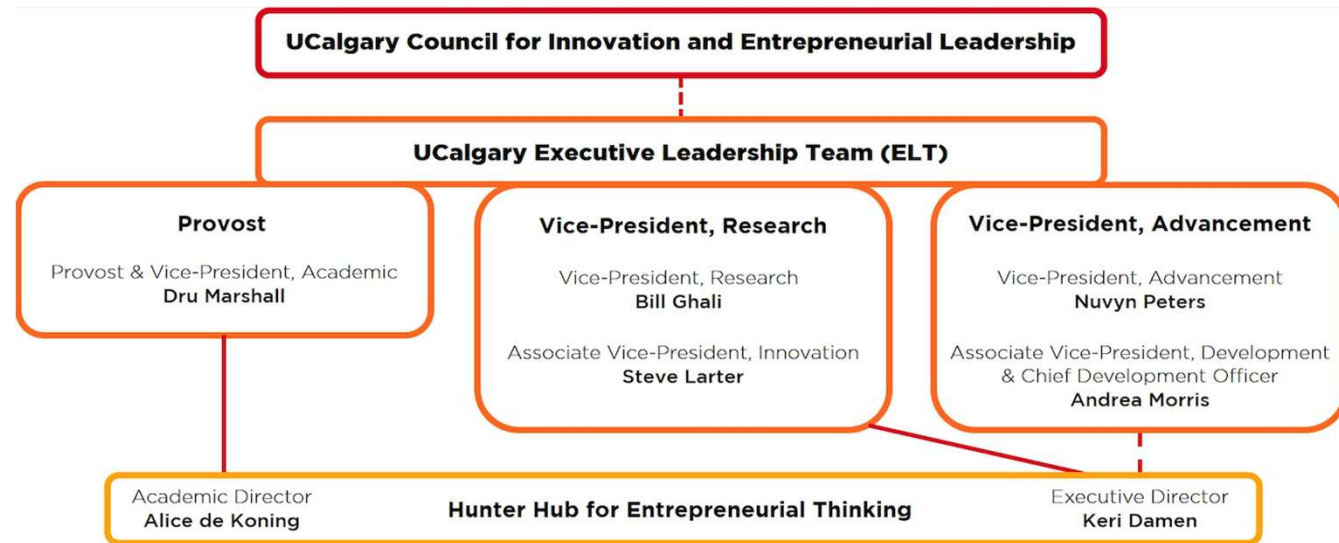 UCalgary Council for Innovation and Entrepreneurial Leadership
UCalgary Executive Leadership Team (ELT)
Provost
Provost & Vice-President, Academic
Dru Marshall
Vice-President, Research
Vice-President, Research
Bill Ghali
Associate Vice-President, Innovation
Steve Larter
Vice-President, Advancement
Vice-President, Advancement
Nuvyn Peters
Associate Vice-President, Development
& Chief Development Officer
Andrea Morris
Academic Director
Alice de Koning
Hunter Hub for Entrepreneurial Thinking
Executive Director
Keri Damen